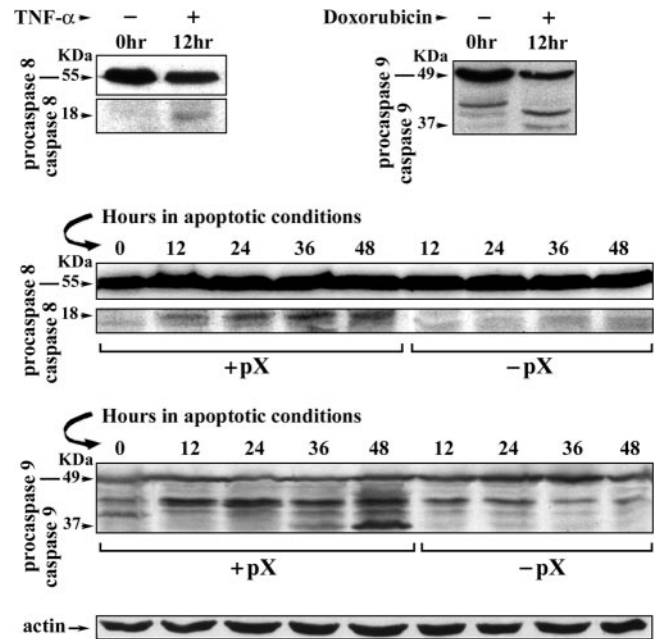 TNF-α ► − +
0hr 12hr
KDa
procaspase 8
55
caspase 8
18 ►
Doxorubicin ► − +
0hr 12hr
KDa
procaspase 9
49 ►
caspase 9
37 ►
Hours in apoptotic conditions
0 12 24 36 48 12 24 36 48
KDa
procaspase 8
55
caspase 8
18 ►
+pX −pX
Hours in apoptotic conditions
0 12 24 36 48 12 24 36 48
KDa
procaspase 9
49 ►
caspase 9
37 ►
+pX −pX
actin→